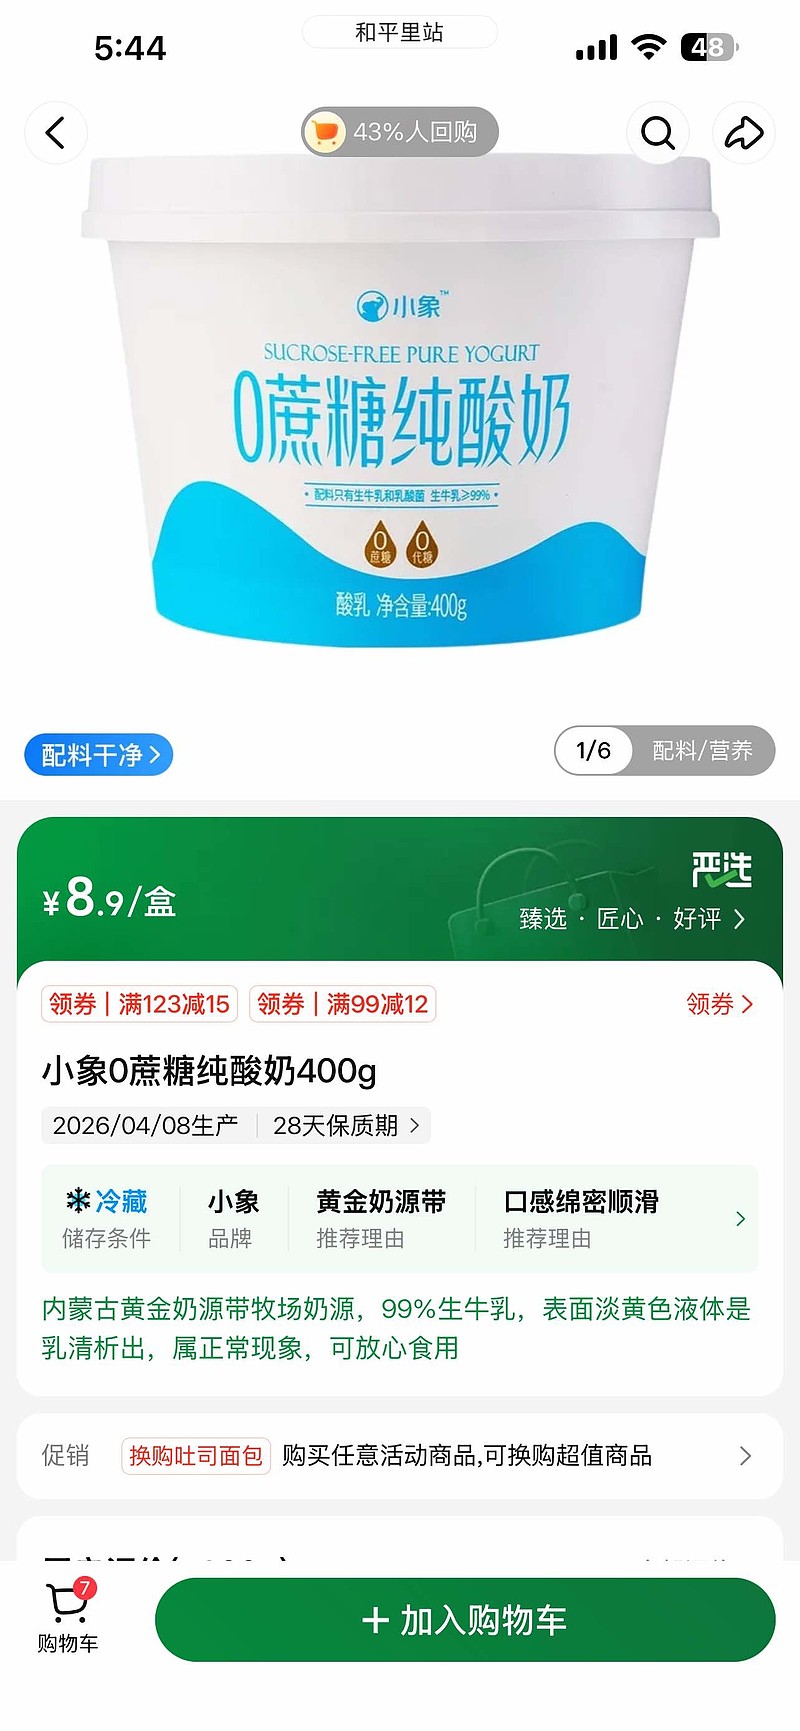 和平里站
5:44
48
43%人回购
小象™
SUCROSE-FREE PURE YOGURT
0蔗糖纯酸奶
·配料只有生牛乳和乳酸菌 生牛乳≥99%·
0蔗糖 0代糖
酸乳 净含量:400g
配料干净
1/6 配料/营养
严选
¥8.9/盒
臻选·匠心·好评
领券|满123减15 领券|满99减12 领券
小象0蔗糖纯酸奶400g
2026/04/08生产 28天保质期
冷藏 小象 黄金奶源带 口感绵密顺滑
储存条件 品牌 推荐理由 推荐理由
内蒙古黄金奶源带牧场奶源，99%生牛乳，表面淡黄色液体是
乳清析出，属正常现象，可放心食用
促销 换购吐司面包 购买任意活动商品,可换购超值商品
7
购物车
+ 加入购物车